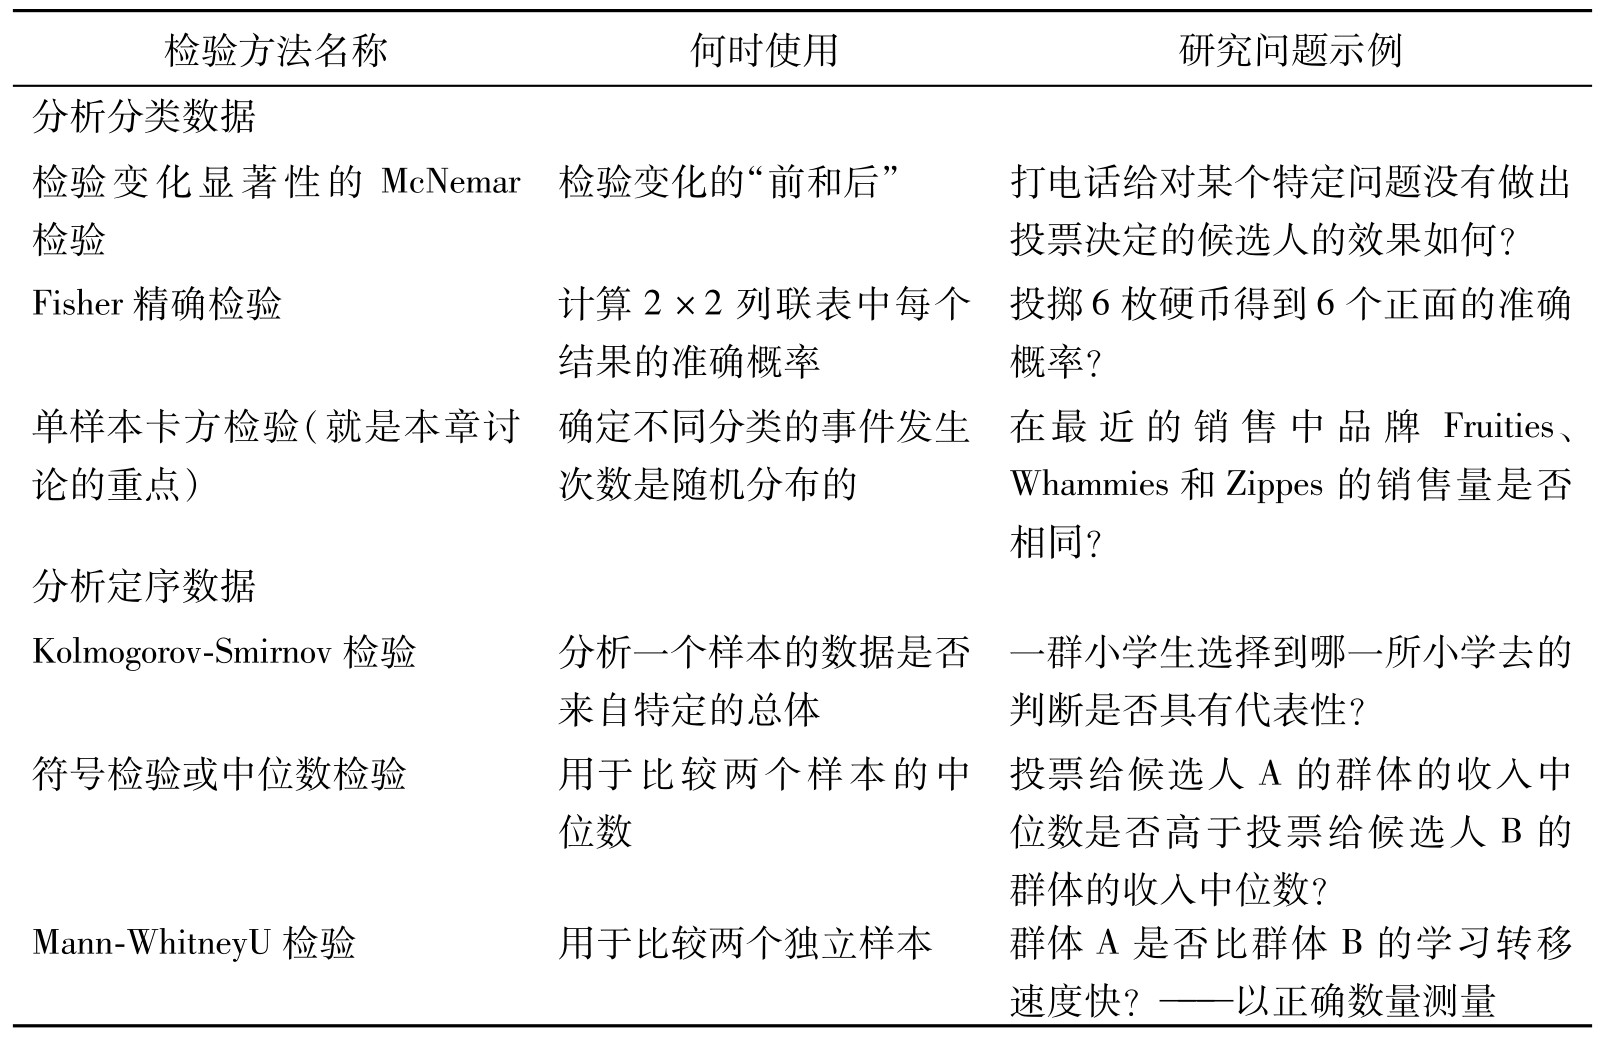 检验方法名称 何时使用 研究问题示例
分析分类数据
检验变化显著性的 McNemar 检验变化的“前和后” 打电话给对某个特定问题没有做出
检验 投票决定的候选人的效果如何?
Fisher 精确检验 计算 2 × 2 列联表中每个 投掷 6 枚硬币得到 6 个正面的准确
结果的准确概率 概率?
单样本卡方检验(就是本章讨 确定不同分类的事件发生 在最近的销售中品牌 Fruities、
论的重点) 次数是随机分布的 Whammies 和 Zippes 的销售量是否
相同?
分析定序数据
Kolmogorov-Smirnov 检验 分析一个样本的数据是否 一群小学生选择到哪一所小学去的
来自特定的总体 判断是否具有代表性?
符号检验或中位数检验 用于比较两个样本的中 投票给候选人 A 的群体的收入中
位数 位数是否高于投票给候选人 B 的
群体的收入中位数?
Mann-WhitneyU 检验 用于比较两个独立样本 群体 A 是否比群体 B 的学习转移
速度快? ——以正确数量测量